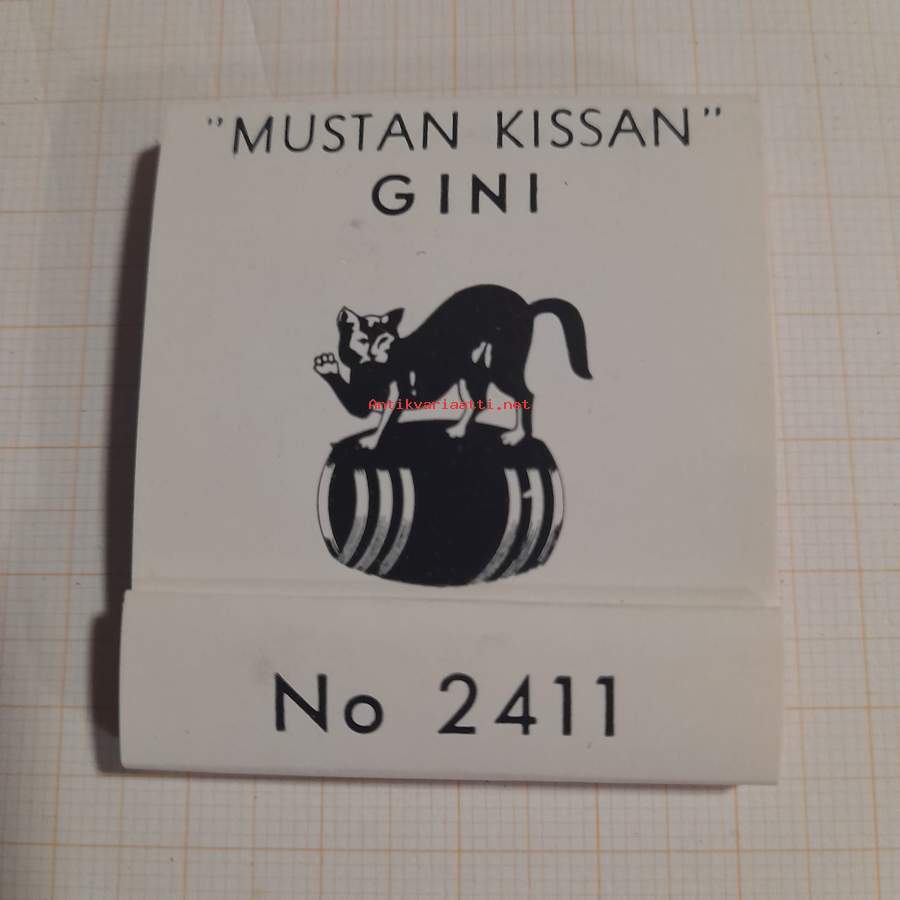 "MUSTAN KISSAN"
GINI
Antikvariaatti.net
No 2411